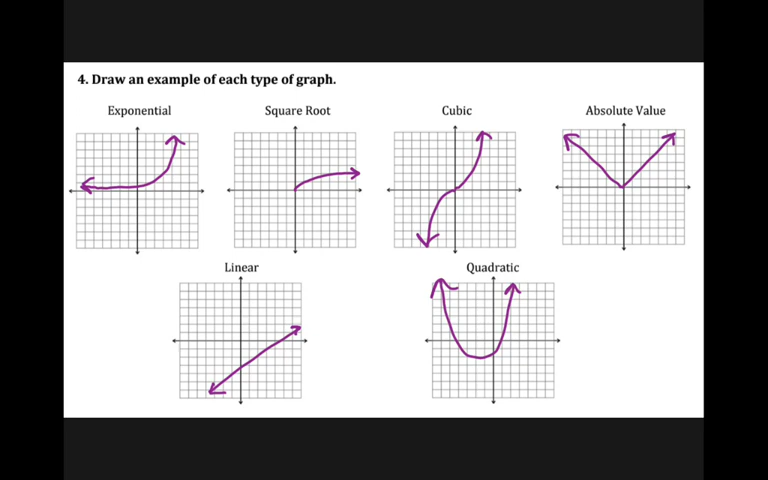 4. Draw an example of each type of graph.
Exponential
Square Root
Cubic
Absolute Value
Linear
Quadratic